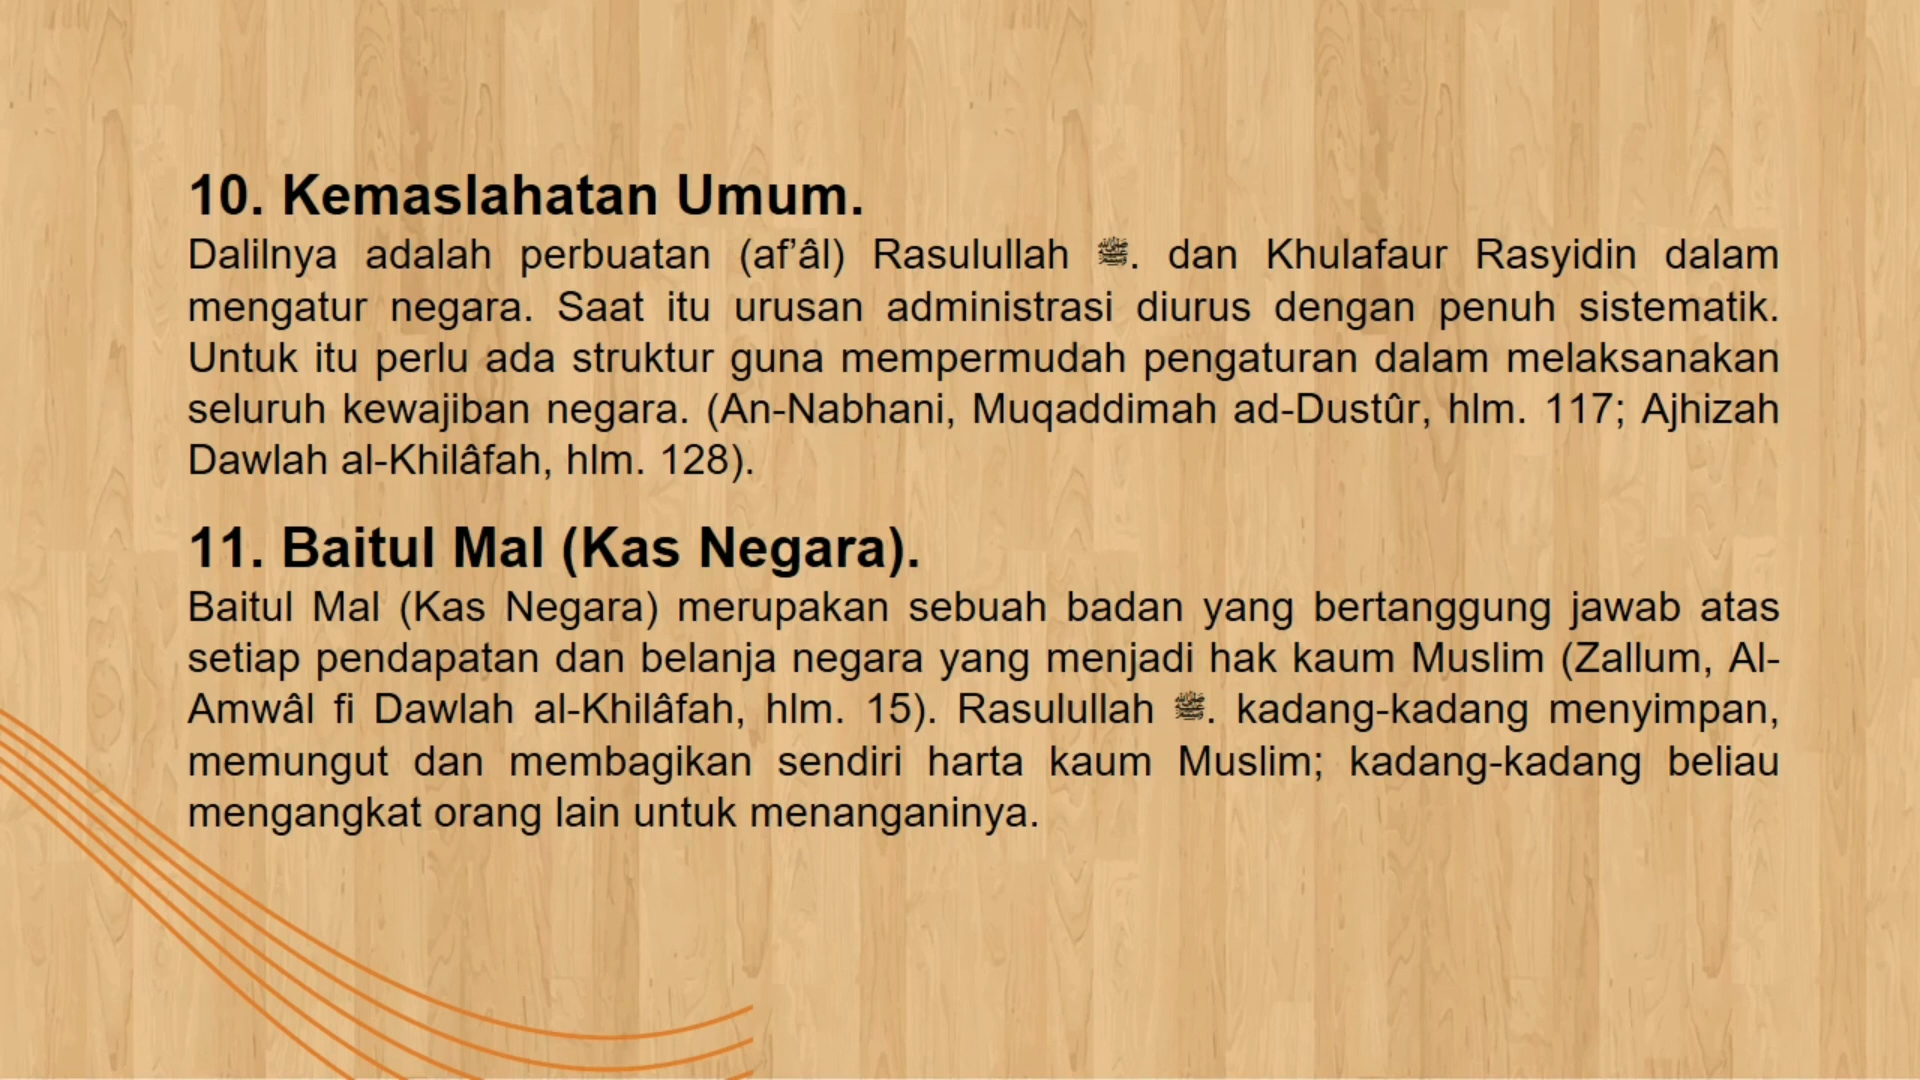 10. Kemaslahatan Umum.
Dalilnya adalah perbuatan (af’âl) Rasulullah ﷺ. dan Khulafaur Rasyidin dalam
mengatur negara. Saat itu urusan administrasi diurus dengan penuh sistematik.
Untuk itu perlu ada struktur guna mempermudah pengaturan dalam melaksanakan
seluruh kewajiban negara. (An-Nabhani, Muqaddimah ad-Dustûr, hlm. 117; Ajhizah
Dawlah al-Khilâfah, hlm. 128).
11. Baitul Mal (Kas Negara).
Baitul Mal (Kas Negara) merupakan sebuah badan yang bertanggung jawab atas
setiap pendapatan dan belanja negara yang menjadi hak kaum Muslim (Zallum, Al-
Amwâl fi Dawlah al-Khilâfah, hlm. 15). Rasulullah ﷺ. kadang-kadang menyimpan,
memungut dan membagikan sendiri harta kaum Muslim; kadang-kadang beliau
mengangkat orang lain untuk menanganinya.